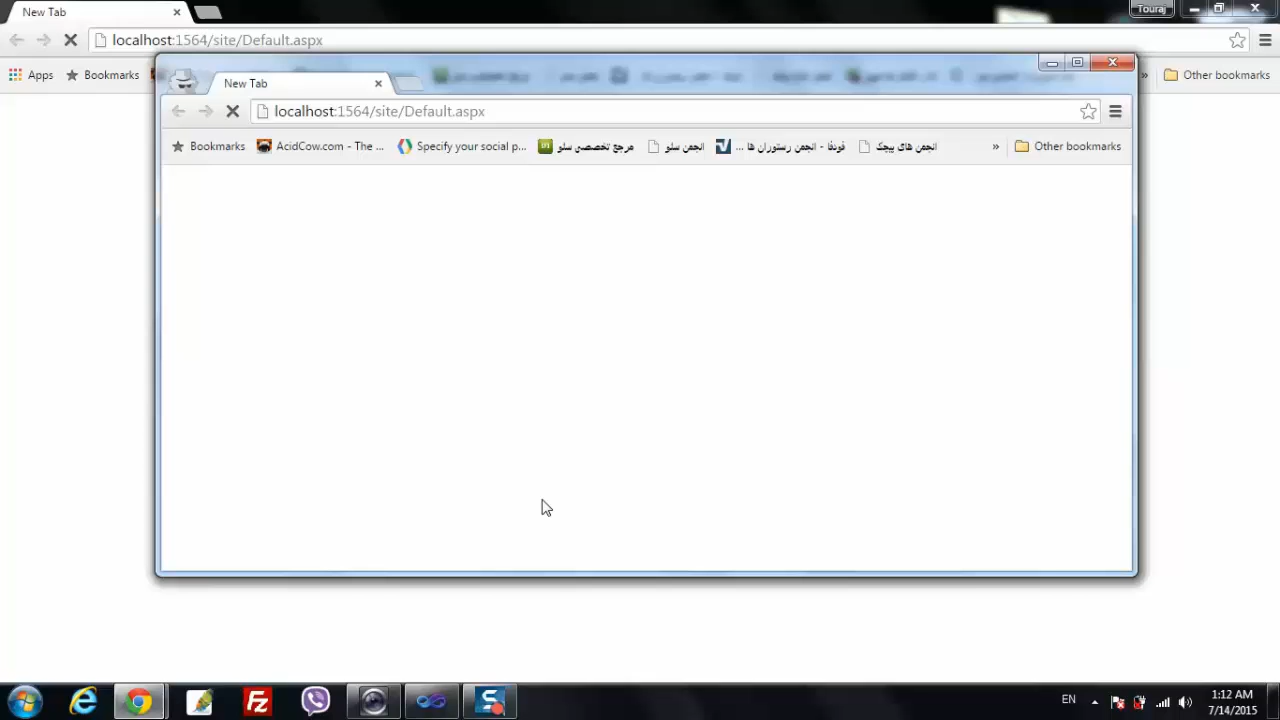 New Tab
Touraj
localhost:1564/site/Default.aspx
Apps
Bookmarks
»
Other bookmarks
New Tab
localhost:1564/site/Default.aspx
Bookmarks
AcidCow.com - The ...
Specify your social p...
مرجع تخصصی سئو
انجمن سئو
فونفا - انجمن رستوران ها ...
انجمن های پیچک
»
Other bookmarks
EN
1:12 AM
7/14/2015